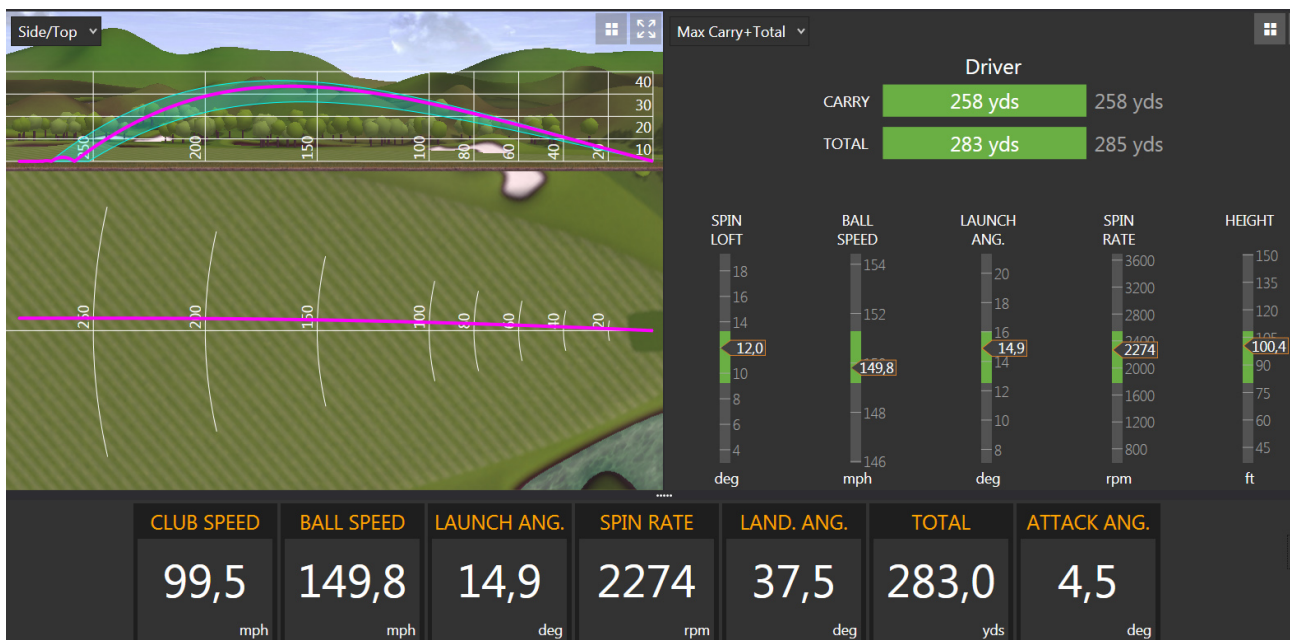 Side/Top
40
30
20
10
250
200
150
100
80
60
40
20
250
200
150
100
80
60
40
20
Max Carry+Total
Driver
CARRY 258 yds 258 yds
TOTAL 283 yds 285 yds
SPIN LOFT
18
16
14
12,0
10
8
6
4
deg
BALL SPEED
154
152
149,8
148
146
mph
LAUNCH ANG.
20
18
16
14,9
14
12
10
8
deg
SPIN RATE
3600
3200
2800
2400
2274
2000
1600
1200
800
rpm
HEIGHT
150
135
120
105
100,4
90
75
60
45
ft
CLUB SPEED
99,5
mph
BALL SPEED
149,8
mph
LAUNCH ANG.
14,9
deg
SPIN RATE
2274
rpm
LAND. ANG.
37,5
deg
TOTAL
283,0
yds
ATTACK ANG.
4,5
deg